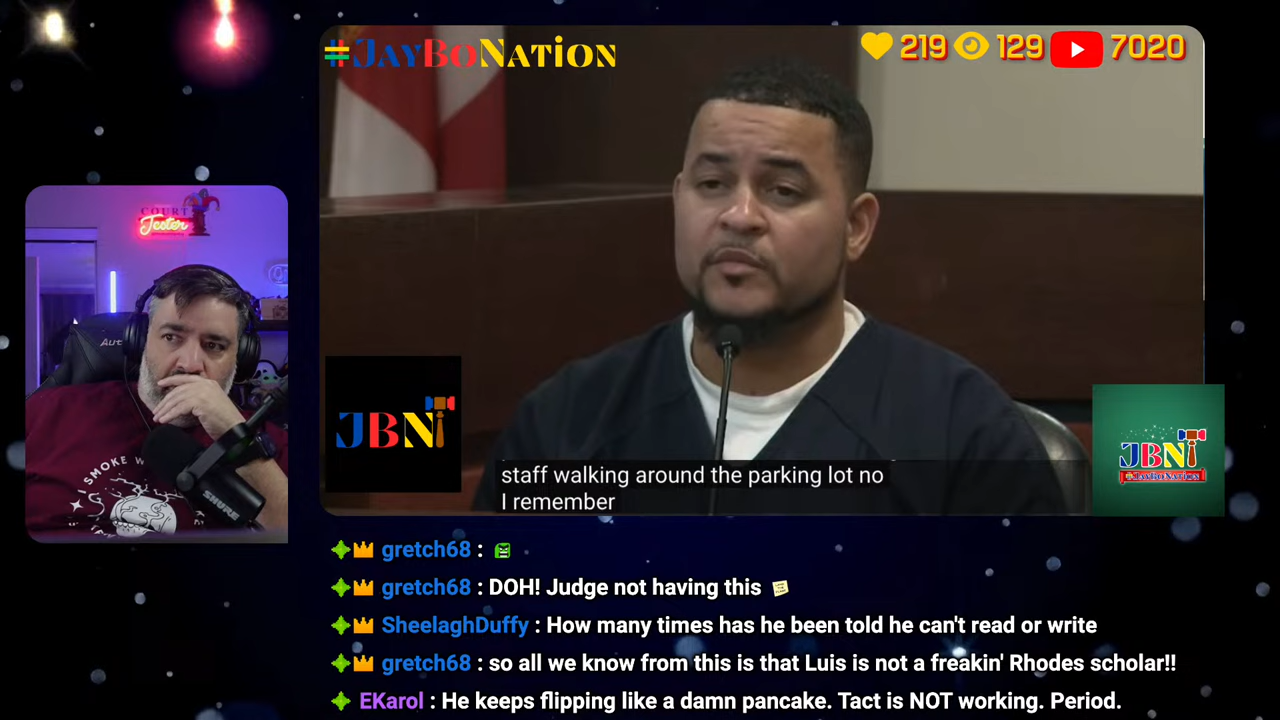 #JayBoNation
219 129 7020
COURT
Jester
Aut
I SMOKE W
SHURE
JBN
staff walking around the parking lot no
I remember
JBN
#JAYBONATION
gretch68 :
gretch68 : DOH! Judge not having this
SheelaghDuffy : How many times has he been told he can't read or write
gretch68 : so all we know from this is that Luis is not a freakin' Rhodes scholar!!
EKarol : He keeps flipping like a damn pancake. Tact is NOT working. Period.